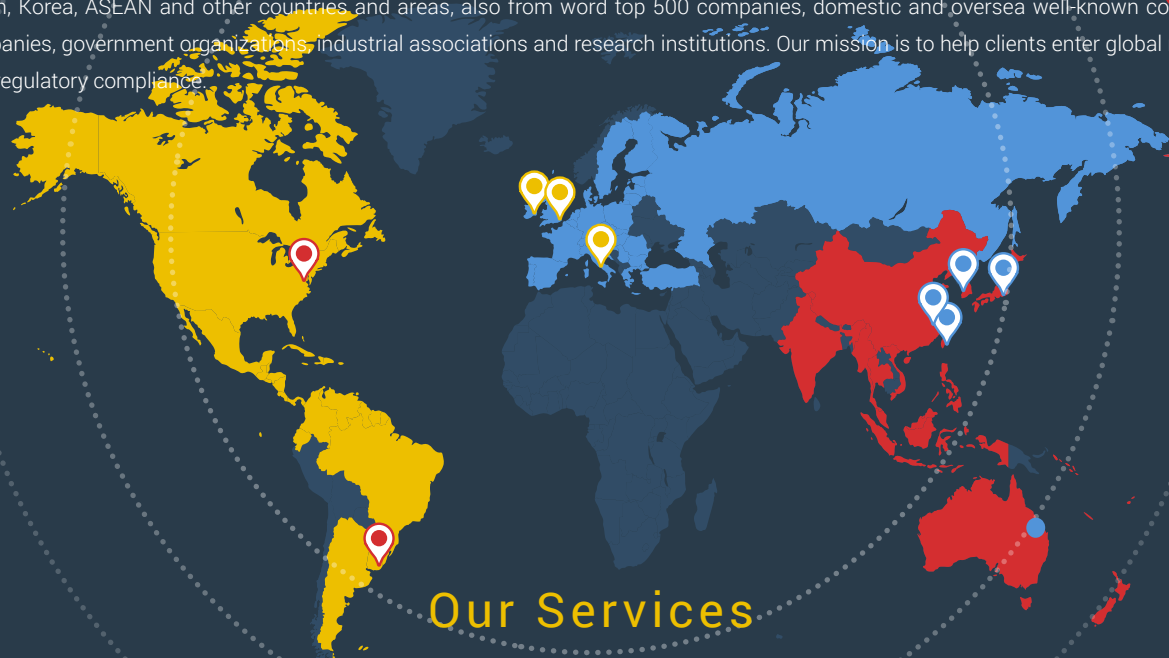 , Korea, ASEAN and other countries and areas, also from word top 500 companies, domestic and oversea well-known co
panies, government organizations, industrial associations and research institutions. Our mission is to help clients enter global
regulatory compliance.
Our Services